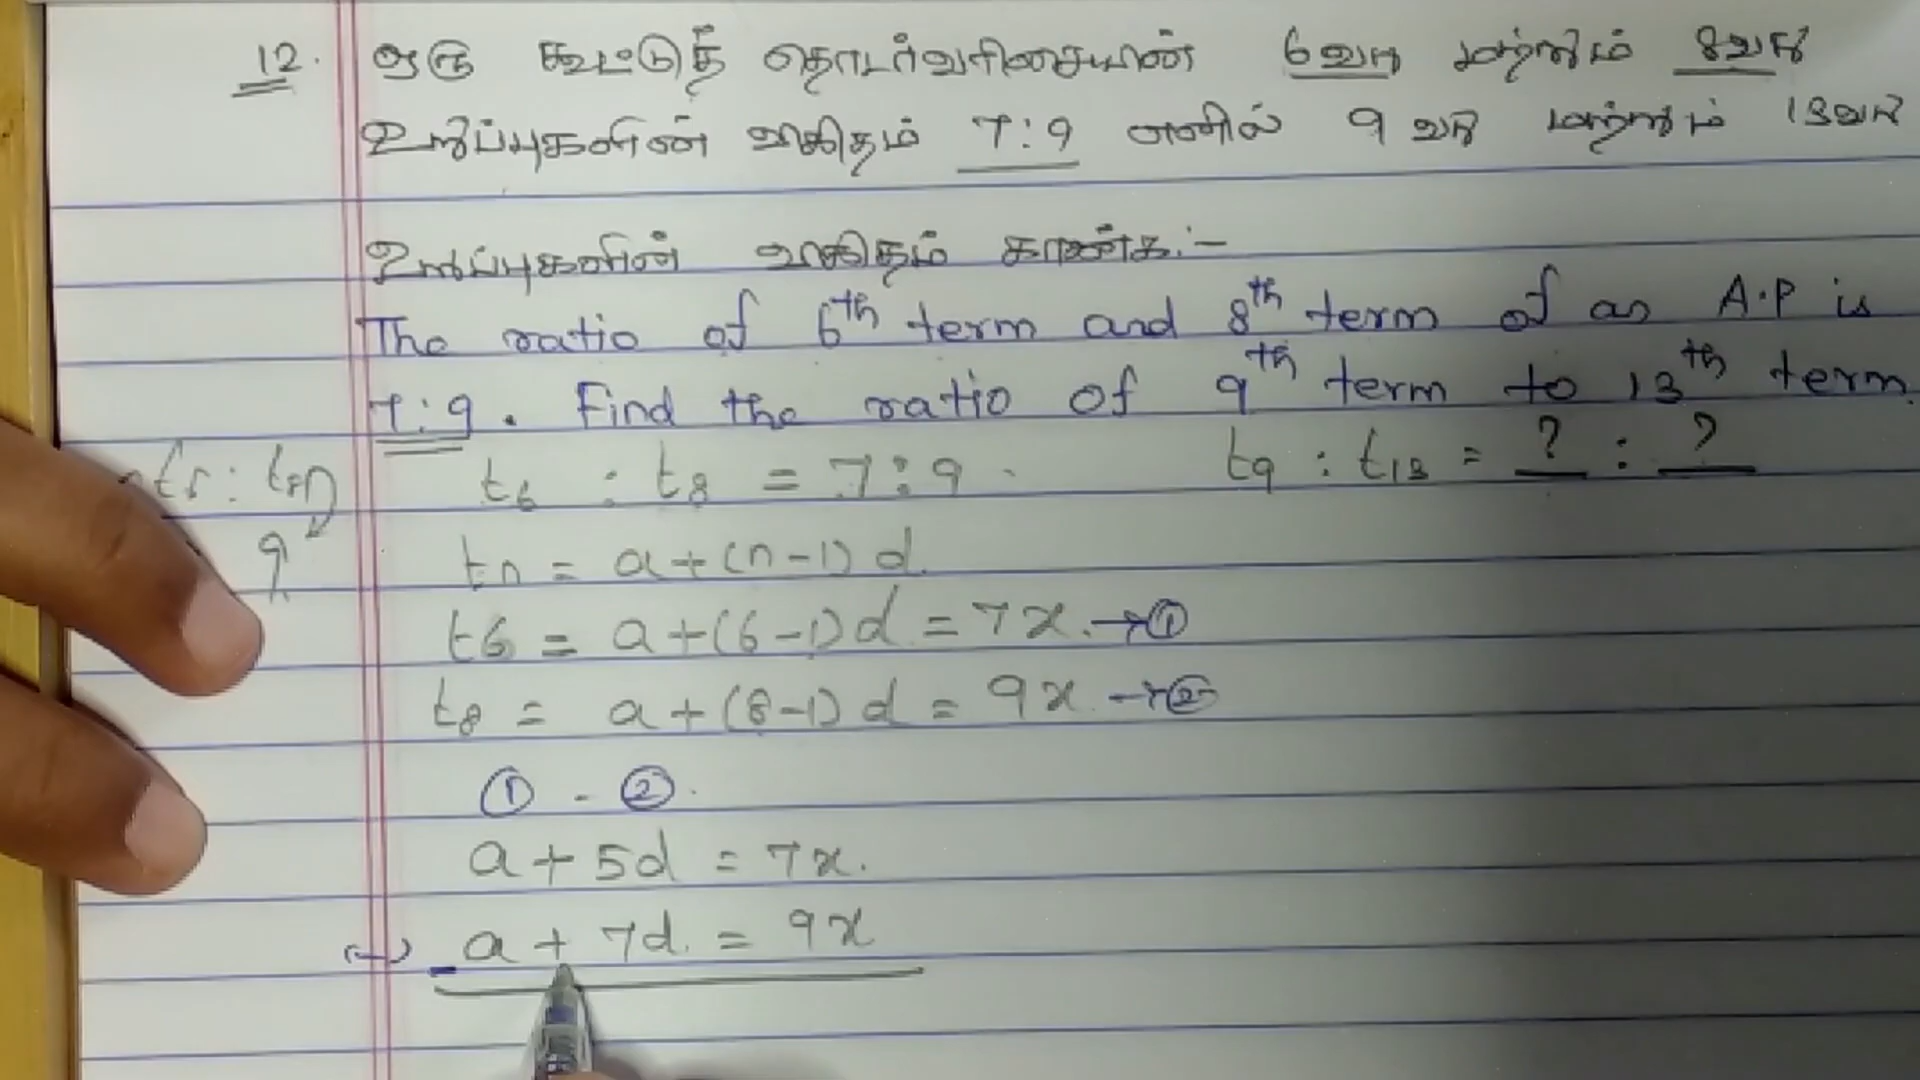 12. ஒரு கூட்டுத் தொடர்வரிசையின் 6வது மற்றும் 8வது
உறுப்புகளின் விகிதம் 7:9 எனில் 9 வது மற்றும் 13வது
உறுப்புகளின் விகிதம் காண்க:-
The ratio of 6th term and 8th term of an A.P is
7:9. Find the ratio of 9th term to 13th term.
t6 : t8 = 7:9. t9 : t13 = ? : ?
9
tn = a+(n-1) d.
t6 = a+(6-1)d = 7x. → ①
t8 = a+(8-1) d = 9x → ②
① - ②.
a + 5d = 7x.
(-) a + 7d = 9x
-